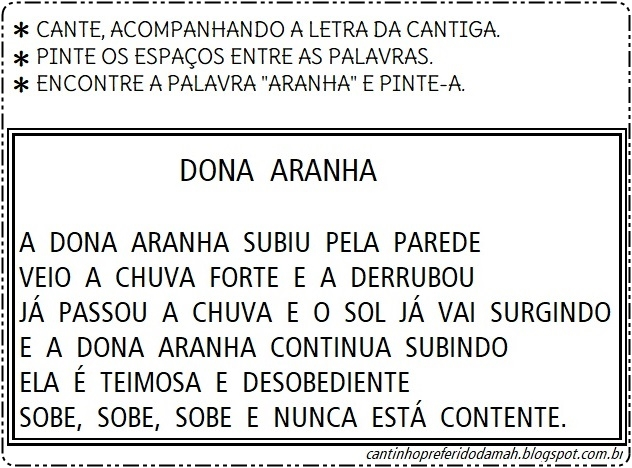 * CANTE, ACOMPANHANDO A LETRA DA CANTIGA.
* PINTE OS ESPAÇOS ENTRE AS PALAVRAS.
* ENCONTRE A PALAVRA "ARANHA" E PINTE-A.
DONA ARANHA
A DONA ARANHA SUBIU PELA PAREDE
VEIO A CHUVA FORTE E A DERRUBOU
JÁ PASSOU A CHUVA E O SOL JÁ VAI SURGINDO
E A DONA ARANHA CONTINUA SUBINDO
ELA É TEIMOSA E DESOBEDIENTE
SOBE, SOBE, SOBE E NUNCA ESTÁ CONTENTE.
cantinhopreferidodamah.blogspot.com.br